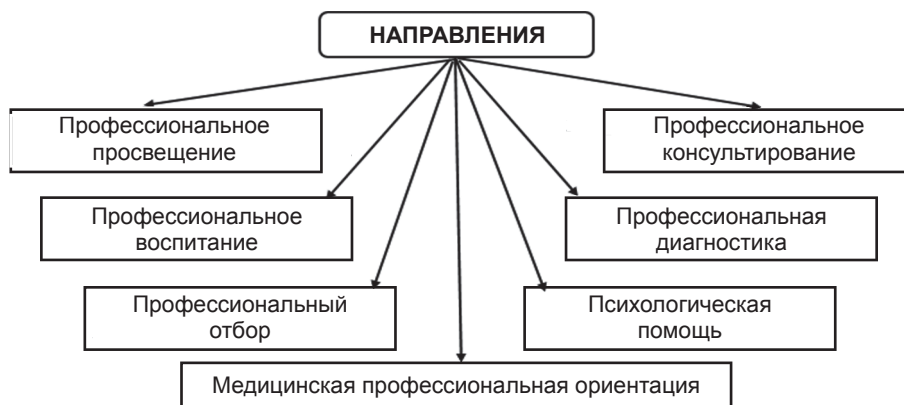 НАПРАВЛЕНИЯ
Профессиональное
просвещение
Профессиональное
консультирование
Профессиональное
воспитание
Профессиональная
диагностика
Профессиональный
отбор
Психологическая
помощь
Медицинская профессиональная ориентация